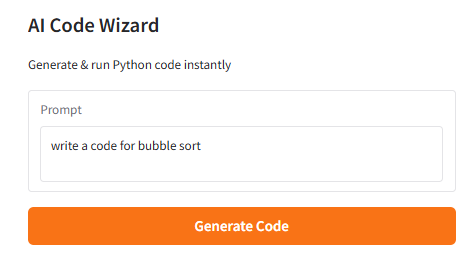 AI Code Wizard
Generate & run Python code instantly
Prompt
write a code for bubble sort
Generate Code